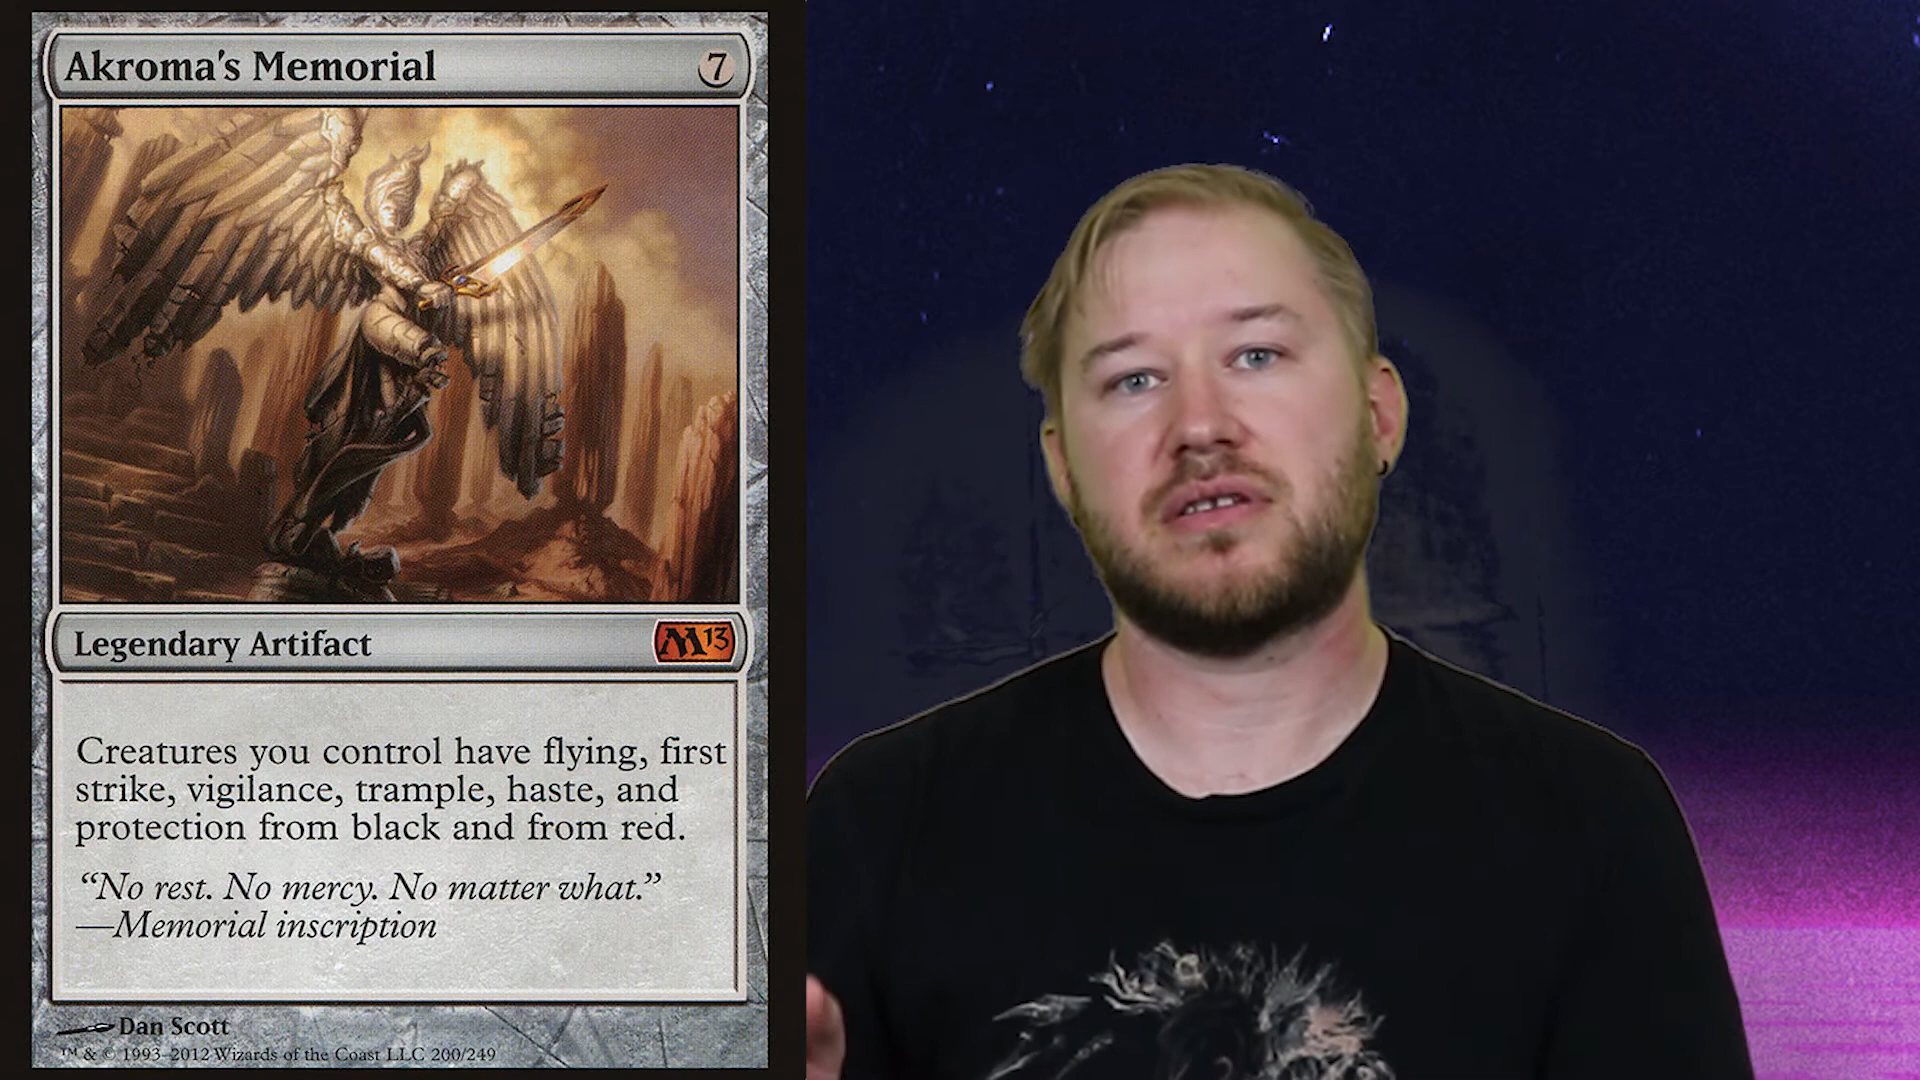 Akroma's Memorial
7
Legendary Artifact
M13
Creatures you control have flying, first
strike, vigilance, trample, haste, and
protection from black and from red.
“No rest. No mercy. No matter what.”
—Memorial inscription
Dan Scott
™ & © 1993–2012 Wizards of the Coast LLC 200/249